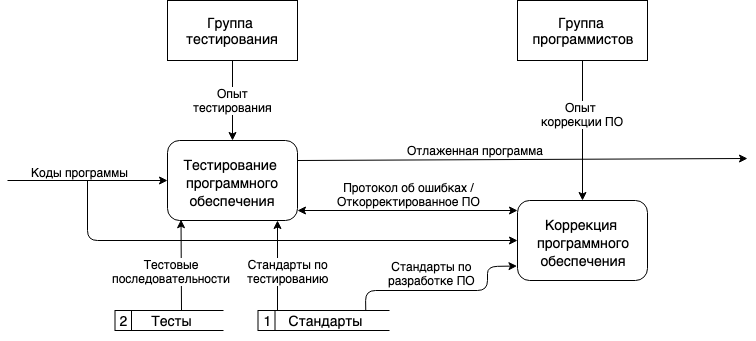 Группа
тестирования
Группа
программистов
Опыт
тестирования
Опыт
коррекции ПО
Отлаженная программа
Коды программы
Тестирование
программного
обеспечения
Протокол об ошибках /
Откорректированное ПО
Коррекция
программного
обеспечения
Тестовые
последовательности
Стандарты по
тестированию
Стандарты по
разработке ПО
2 Тесты
1 Стандарты